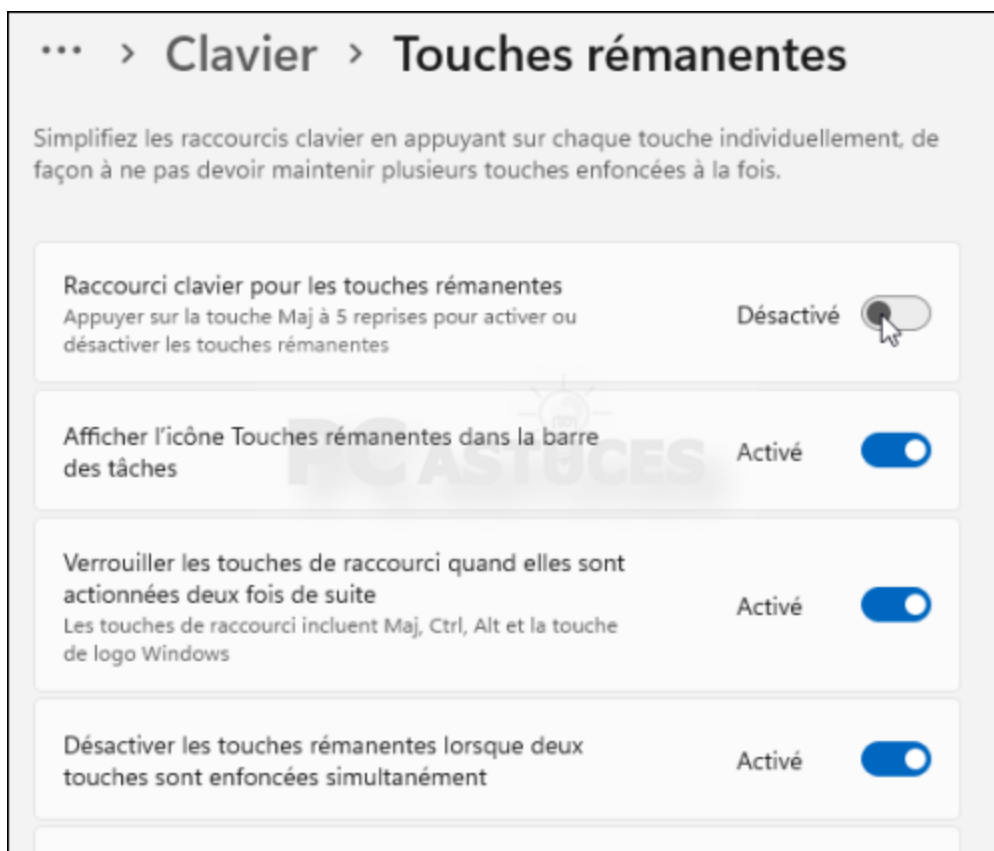 ... > Clavier > Touches rémanentes
Simplifiez les raccourcis clavier en appuyant sur chaque touche individuellement, de
façon à ne pas devoir maintenir plusieurs touches enfoncées à la fois.
Raccourci clavier pour les touches rémanentes
Appuyer sur la touche Maj à 5 reprises pour activer ou
désactiver les touches rémanentes
Désactivé
Afficher l'icône Touches rémanentes dans la barre
des tâches
Activé
PC ASTUCES
Verrouiller les touches de raccourci quand elles sont
actionnées deux fois de suite
Les touches de raccourci incluent Maj, Ctrl, Alt et la touche
de logo Windows
Activé
Désactiver les touches rémanentes lorsque deux
touches sont enfoncées simultanément
Activé